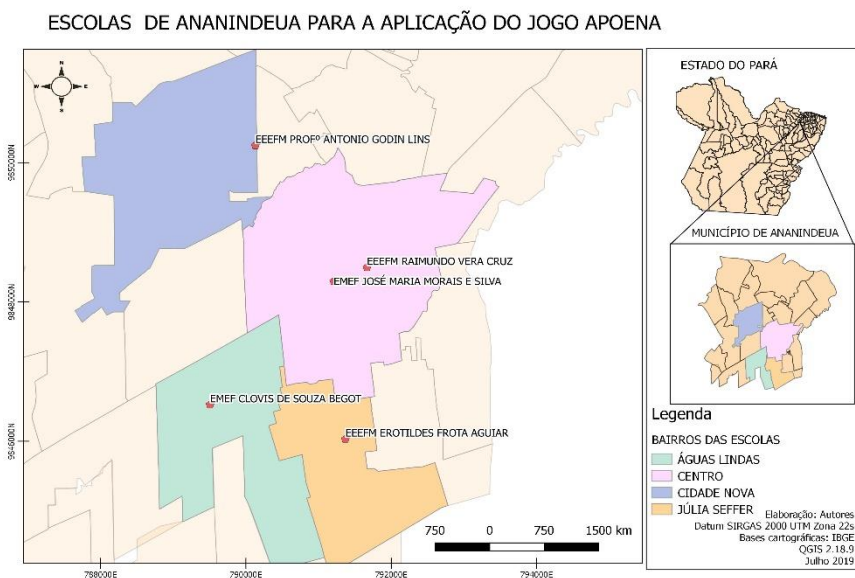 ESCOLAS DE ANANINDEUA PARA A APLICAÇÃO DO JOGO APOENA
N
W
E
S
EEEFM PROFº ANTONIO GODIN LINS
EEEFM RAIMUNDO VERA CRUZ
EMEF JOSÉ MARIA MORAIS E SILVA
EMEF CLOVIS DE SOUZA BEGOT
EEEFM EROTILDES FROTA AGUIAR
9848000N
750 0 750 1500 km
788000E 790000E 792000E 794000E
ESTADO DO PARÁ
MUNICÍPIO DE ANANINDEUA
Legenda
BAIRROS DAS ESCOLAS
ÁGUAS LINDAS
CENTRO
CIDADE NOVA
JÚLIA SEFFER
Elaboração: Autores
Datum SIRGAS 2000 UTM Zona 22s
Bases cartográficas: IBGE
QGIS 2.18.9
Julho 2019